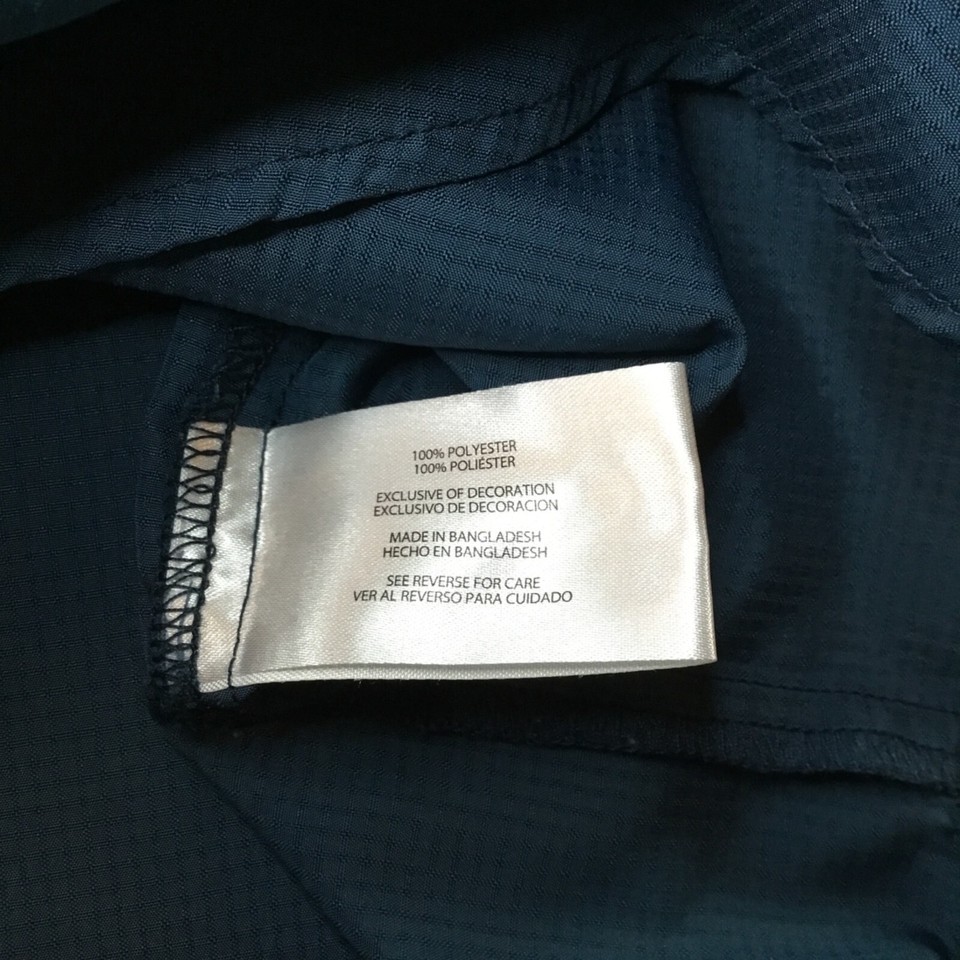 100% POLYESTER
100% POLIÉSTER
EXCLUSIVE OF DECORATION
EXCLUSIVO DE DECORACION
MADE IN BANGLADESH
HECHO EN BANGLADESH
SEE REVERSE FOR CARE
VER AL REVERSO PARA CUIDADO